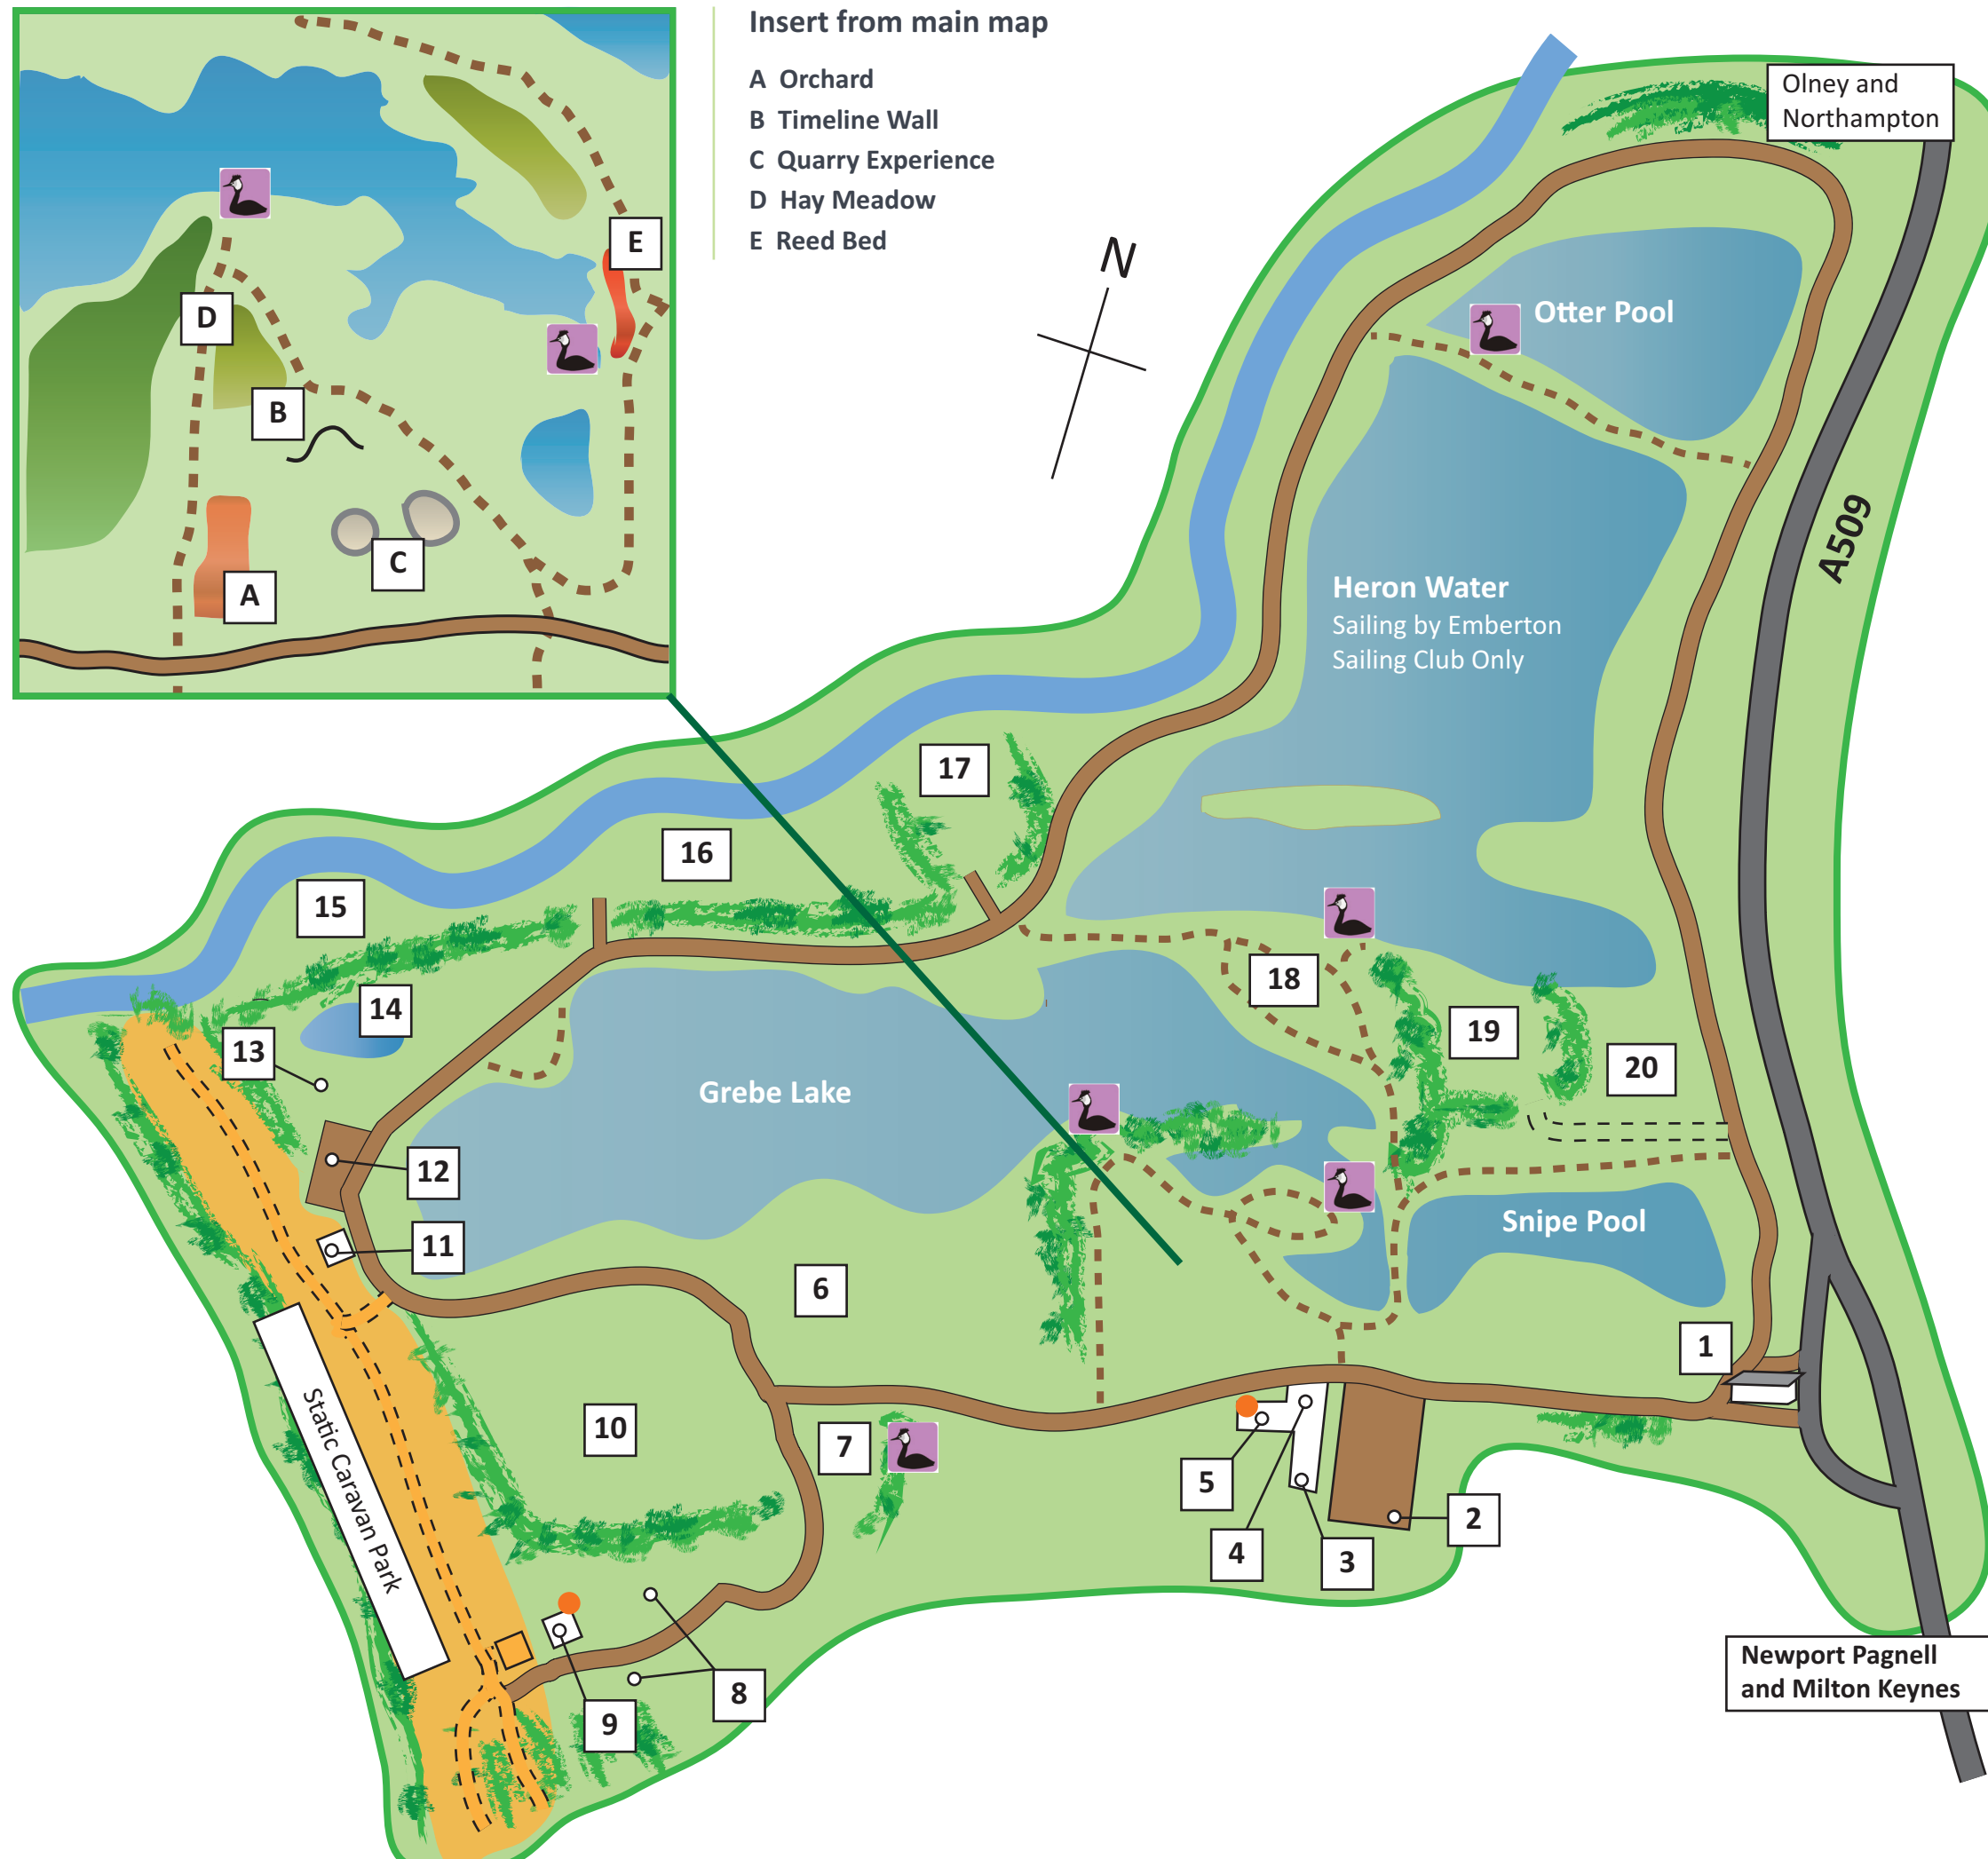 Insert from main map
A Orchard
B Timeline Wall
C Quarry Experience
D Hay Meadow
E Reed Bed
E
D
B
C
A
N
Olney and
Northampton
Otter Pool
A509
Heron Water
Sailing by Emberton
Sailing Club Only
17
16
15
18
14
19
13
20
Grebe Lake
12
Snipe Pool
11
6
1
Static Caravan Park
10
7
5
2
4
3
8
9
Newport Pagnell
and Milton Keynes